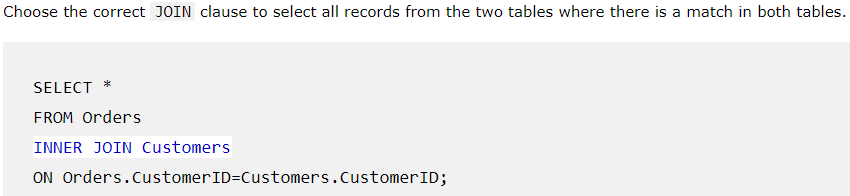 Choose the correct JOIN clause to select all records from the two tables where there is a match in both tables.
SELECT *
FROM Orders
INNER JOIN Customers
ON Orders.CustomerID=Customers.CustomerID;